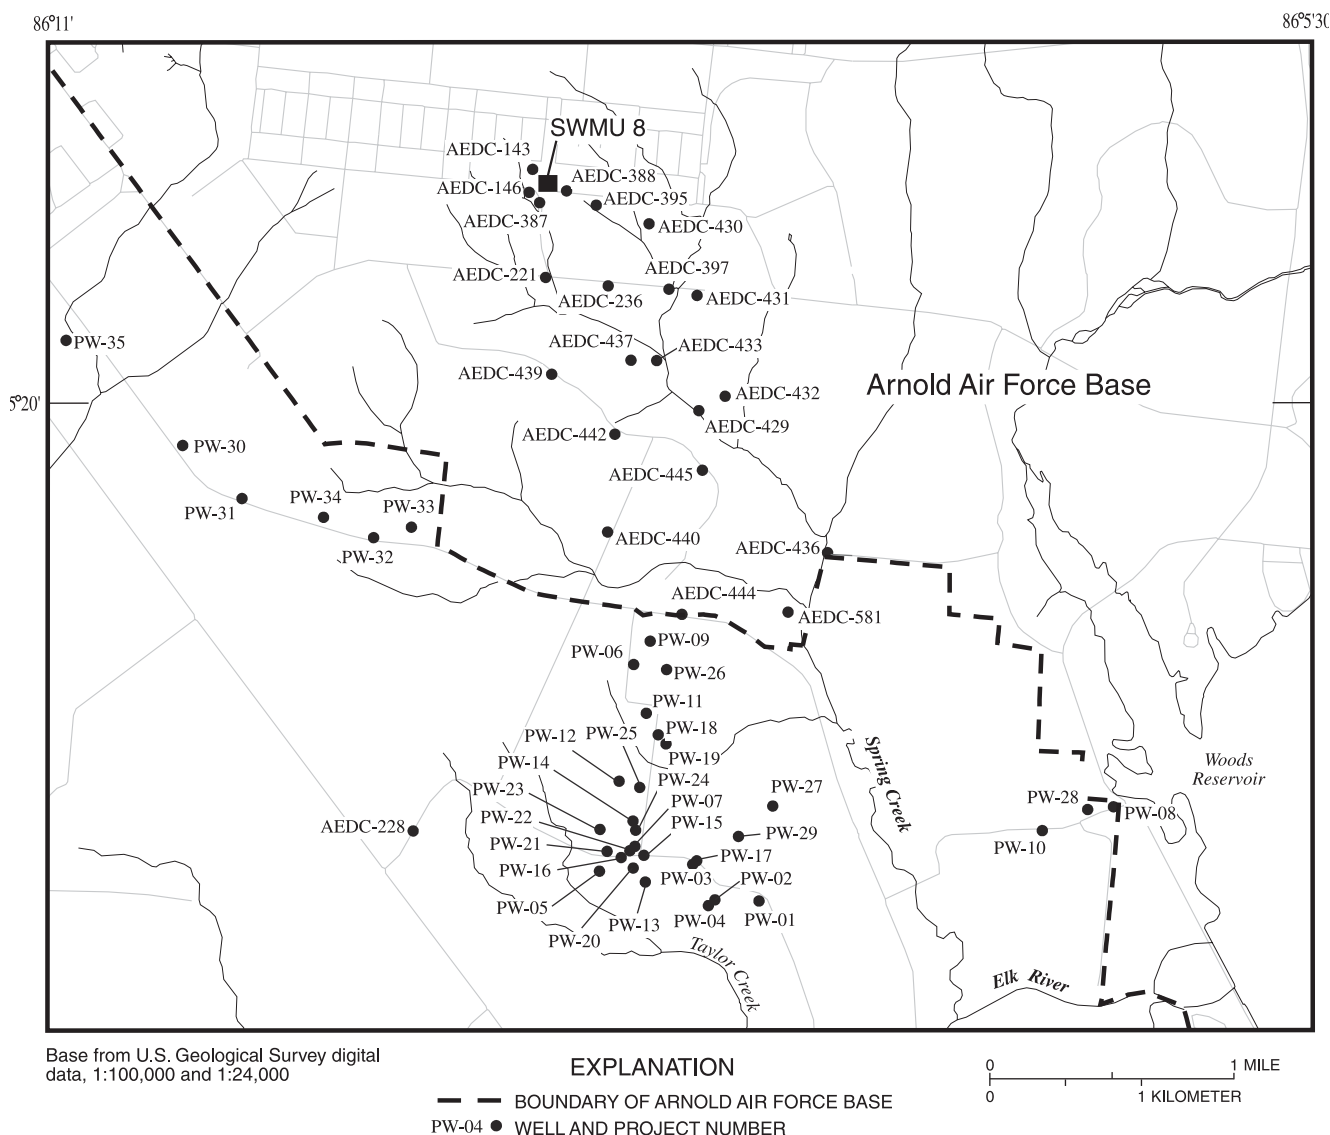 86°11'
86°5'30
SWMU 8
AEDC-143
AEDC-388
AEDC-146
AEDC-395
AEDC-387
AEDC-430
AEDC-397
AEDC-221
AEDC-236
AEDC-431
PW-35
AEDC-437
AEDC-433
AEDC-439
Arnold Air Force Base
AEDC-432
5°20'
AEDC-429
AEDC-442
PW-30
AEDC-445
PW-34
PW-33
PW-31
AEDC-440
PW-32
AEDC-436
AEDC-444
AEDC-581
PW-09
PW-06
PW-26
PW-11
PW-18
PW-25
PW-12
PW-19
PW-14
PW-24
Spring Creek
Woods
Reservoir
PW-23
PW-07
PW-27
PW-28
PW-08
PW-22
PW-15
AEDC-228
PW-29
PW-10
PW-21
PW-17
PW-16
PW-03
PW-02
PW-05
PW-13
PW-04
PW-01
PW-20
Taylor Creek
Elk River
Base from U.S. Geological Survey digital
data, 1:100,000 and 1:24,000
EXPLANATION
BOUNDARY OF ARNOLD AIR FORCE BASE
PW-04 WELL AND PROJECT NUMBER
0 1 MILE
0 1 KILOMETER